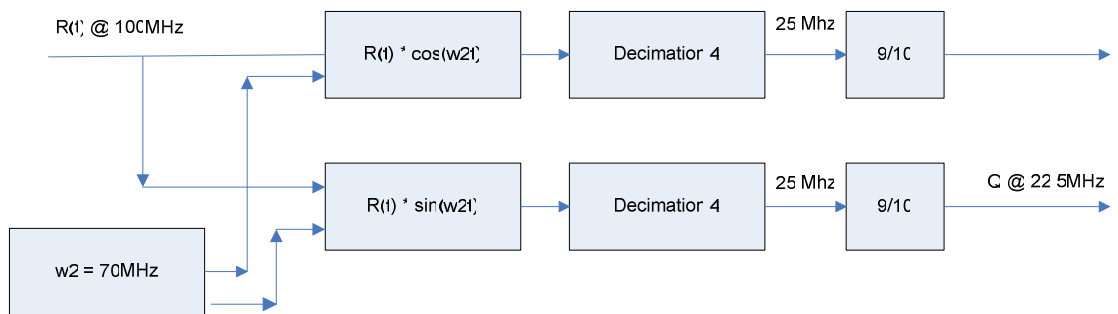 R(t) @ 100MHz
R(t) * cos(w2t)
Decimation 4
25 Mhz
9/10
R(t) * sin(w2t)
Decimation 4
25 Mhz
9/10
Q @ 22.5MHz
w2 = 70MHz